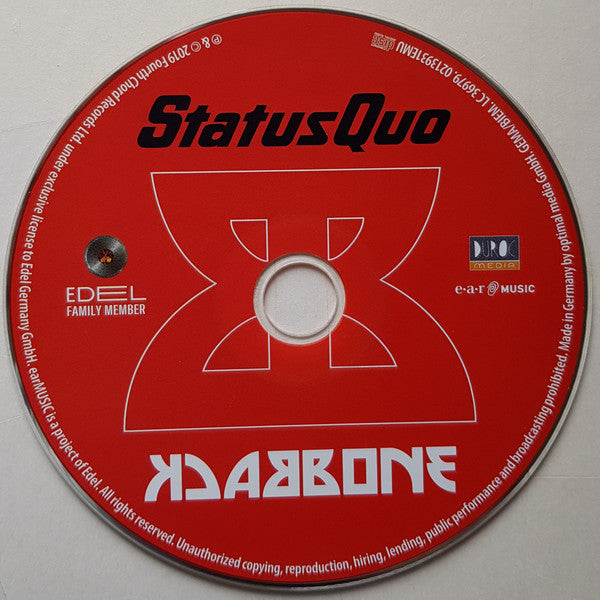 StatusQuo
EDEL
FAMILY MEMBER
DUROC
MEDIA
e·a·r MUSIC
BACKBONE
℗ & © 2019 Fourth Chord Records Ltd. under exclusive license to Edel Germany GmbH. earMUSIC is a project of Edel. All rights reserved. Unauthorized copying, reproduction, hiring, lending, public performance and broadcasting prohibited. Made in Germany by optimal media GmbH, GEMA/BIEM, LC 36979, 0213931EMU